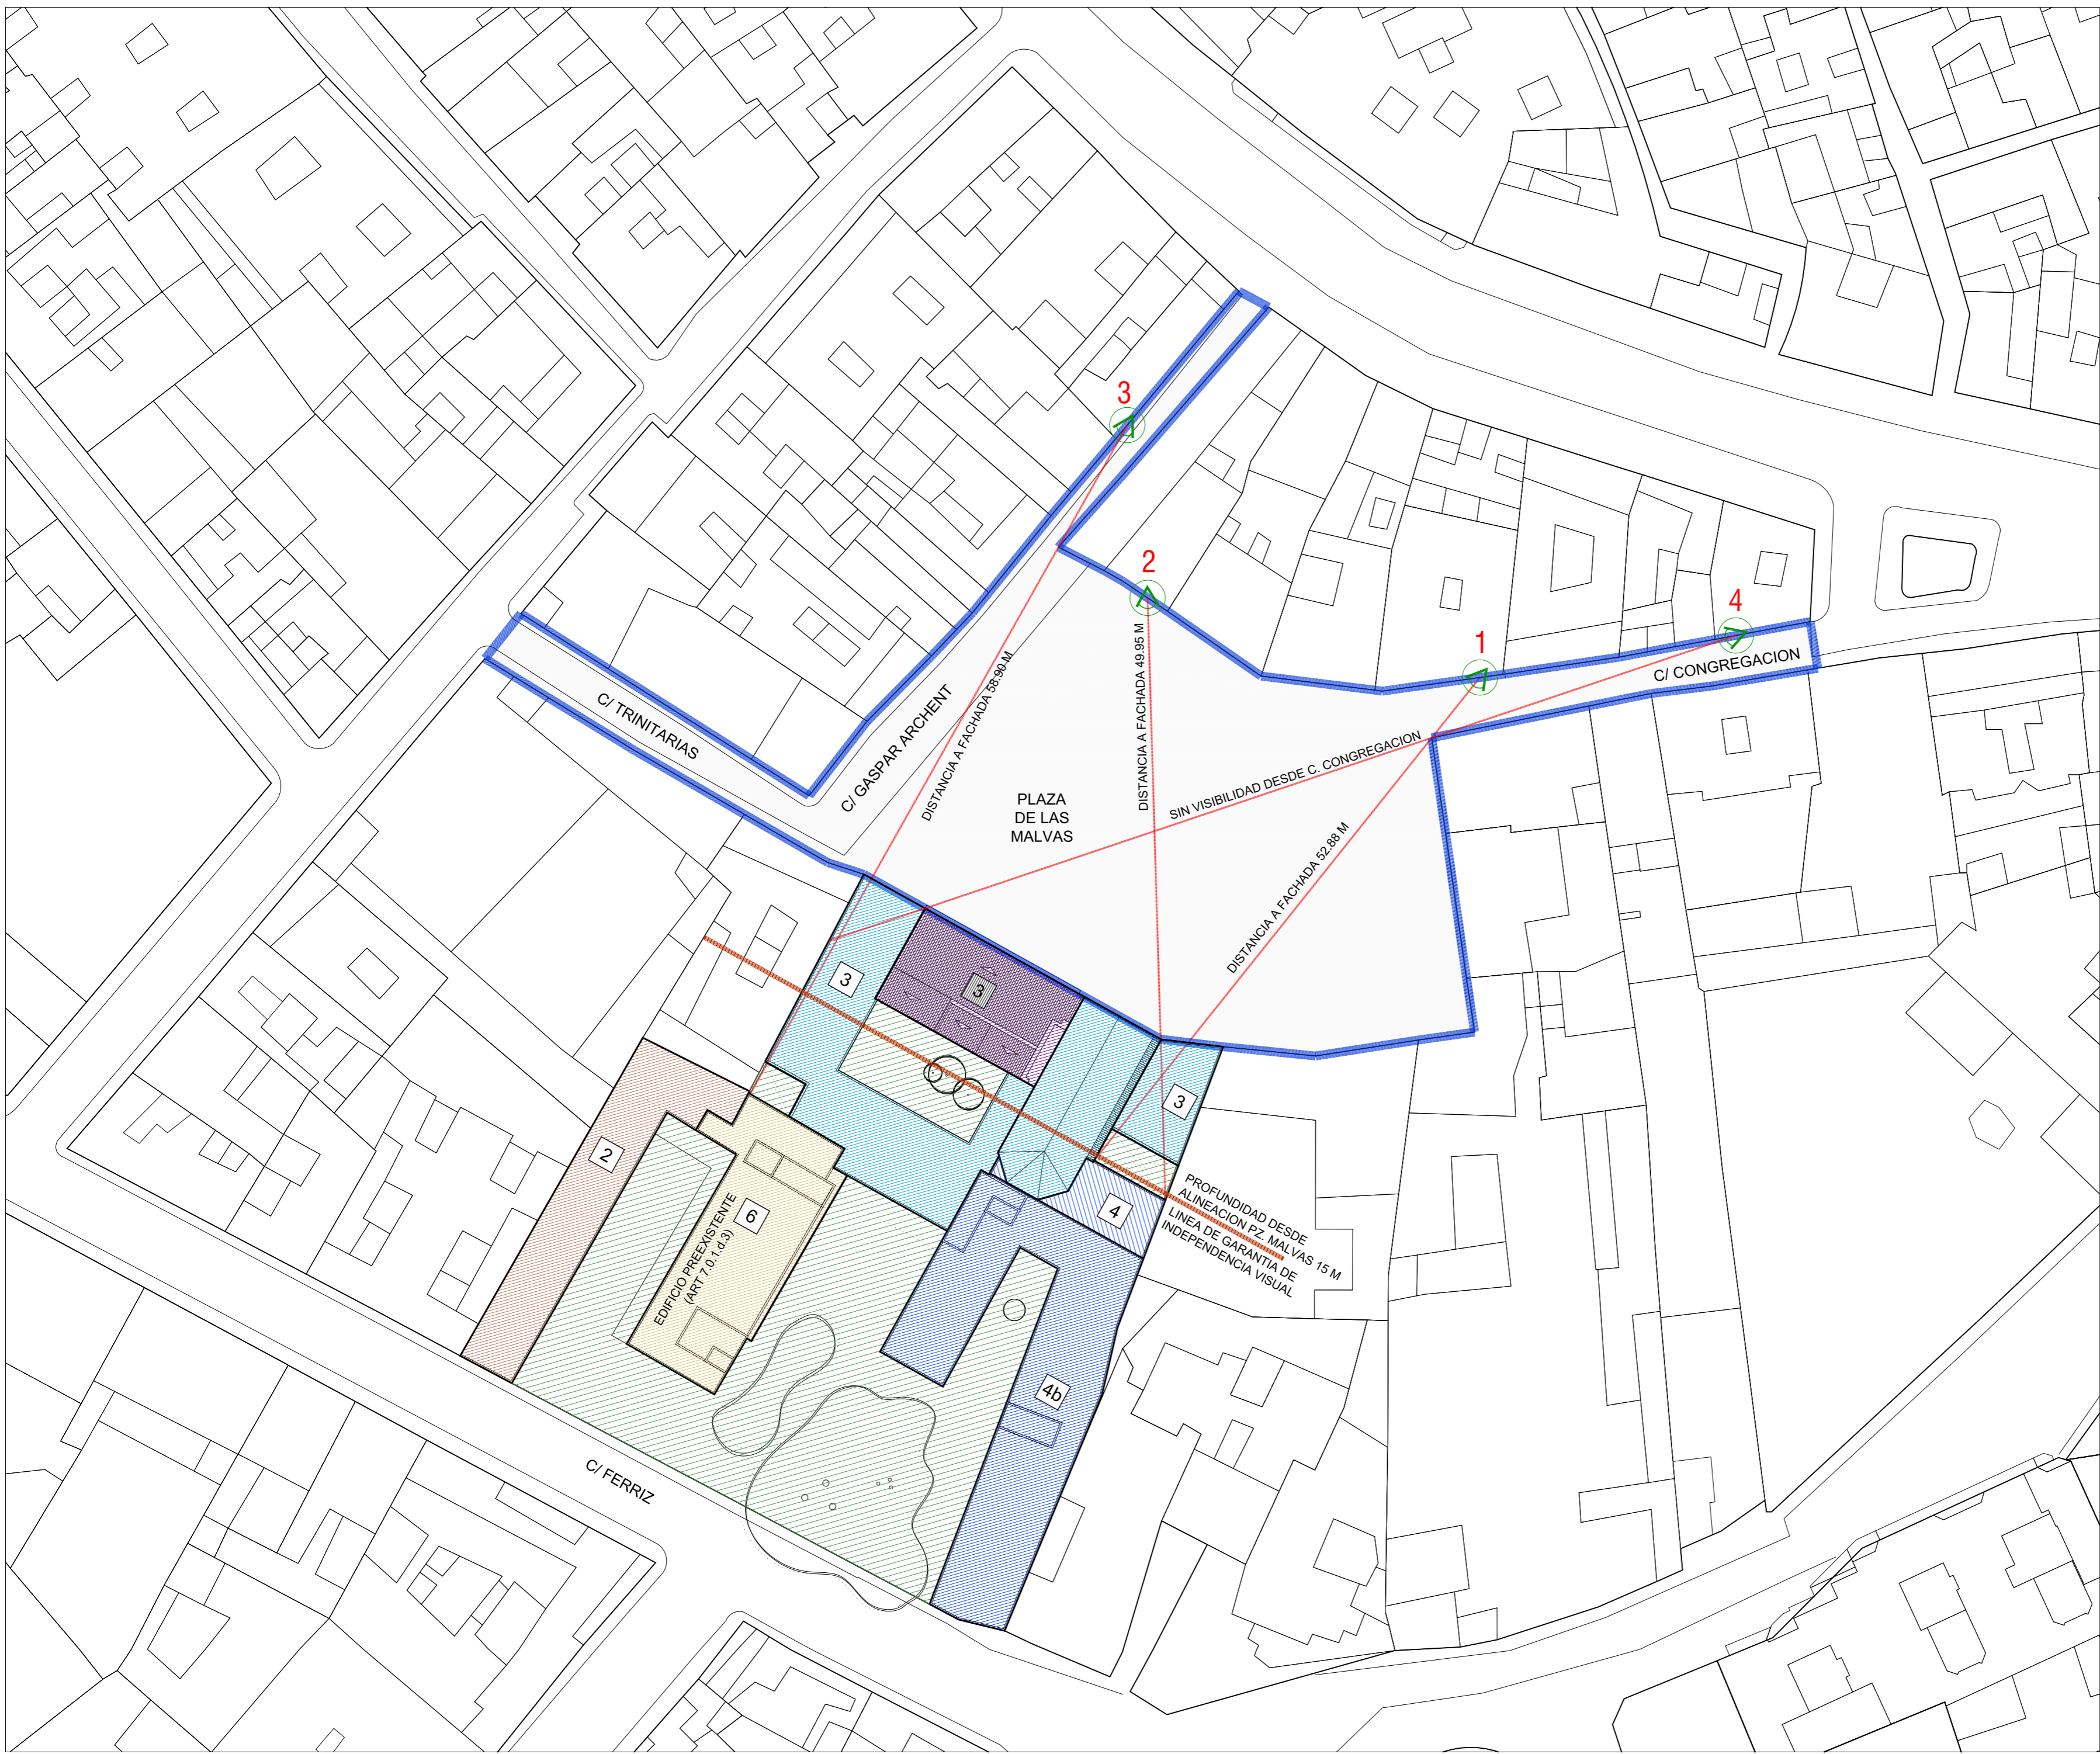 3
2
4
1
C/ CONGREGACION
C/ TRINITARIAS
C/ GASPAR ARCHENT
DISTANCIA A FACHADA 58.90 M
DISTANCIA A FACHADA 49.95 M
SIN VISIBILIDAD DESDE C. CONGREGACION
PLAZA
DE LAS
MALVAS
DISTANCIA A FACHADA 52.88 M
3
3
3
2
6
4
EDIFICIO PREEXISTENTE
(ART 7.0.1.d.3)
PROFUNDIDAD DESDE
ALINEACION PZ. MALVAS 15 M
LINEA DE GARANTIA DE
INDEPENDENCIA VISUAL
4b
C/ FERRIZ